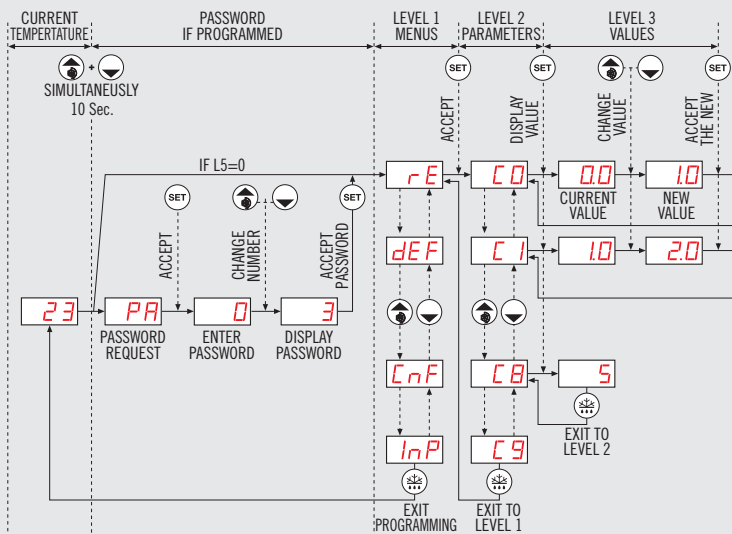 CURRENT TEMPERTATURE
PASSWORD IF PROGRAMMED
LEVEL 1 MENUS
LEVEL 2 PARAMETERS
LEVEL 3 VALUES
+
SIMULTANEUSLY
10 Sec.
SET
SET
SET
ACCEPT
DISPLAY VALUE
CHANGE VALUE
ACCEPT THE NEW
IF L5=0
rE
C0
0.0
1.0
CURRENT VALUE
NEW VALUE
SET
SET
ACCEPT
CHANGE NUMBER
ACCEPT PASSWORD
dEF
C1
1.0
2.0
23
PA
0
3
PASSWORD REQUEST
ENTER PASSWORD
DISPLAY PASSWORD
CnF
C8
5
EXIT TO LEVEL 2
InP
C9
EXIT PROGRAMMING
EXIT TO LEVEL 1